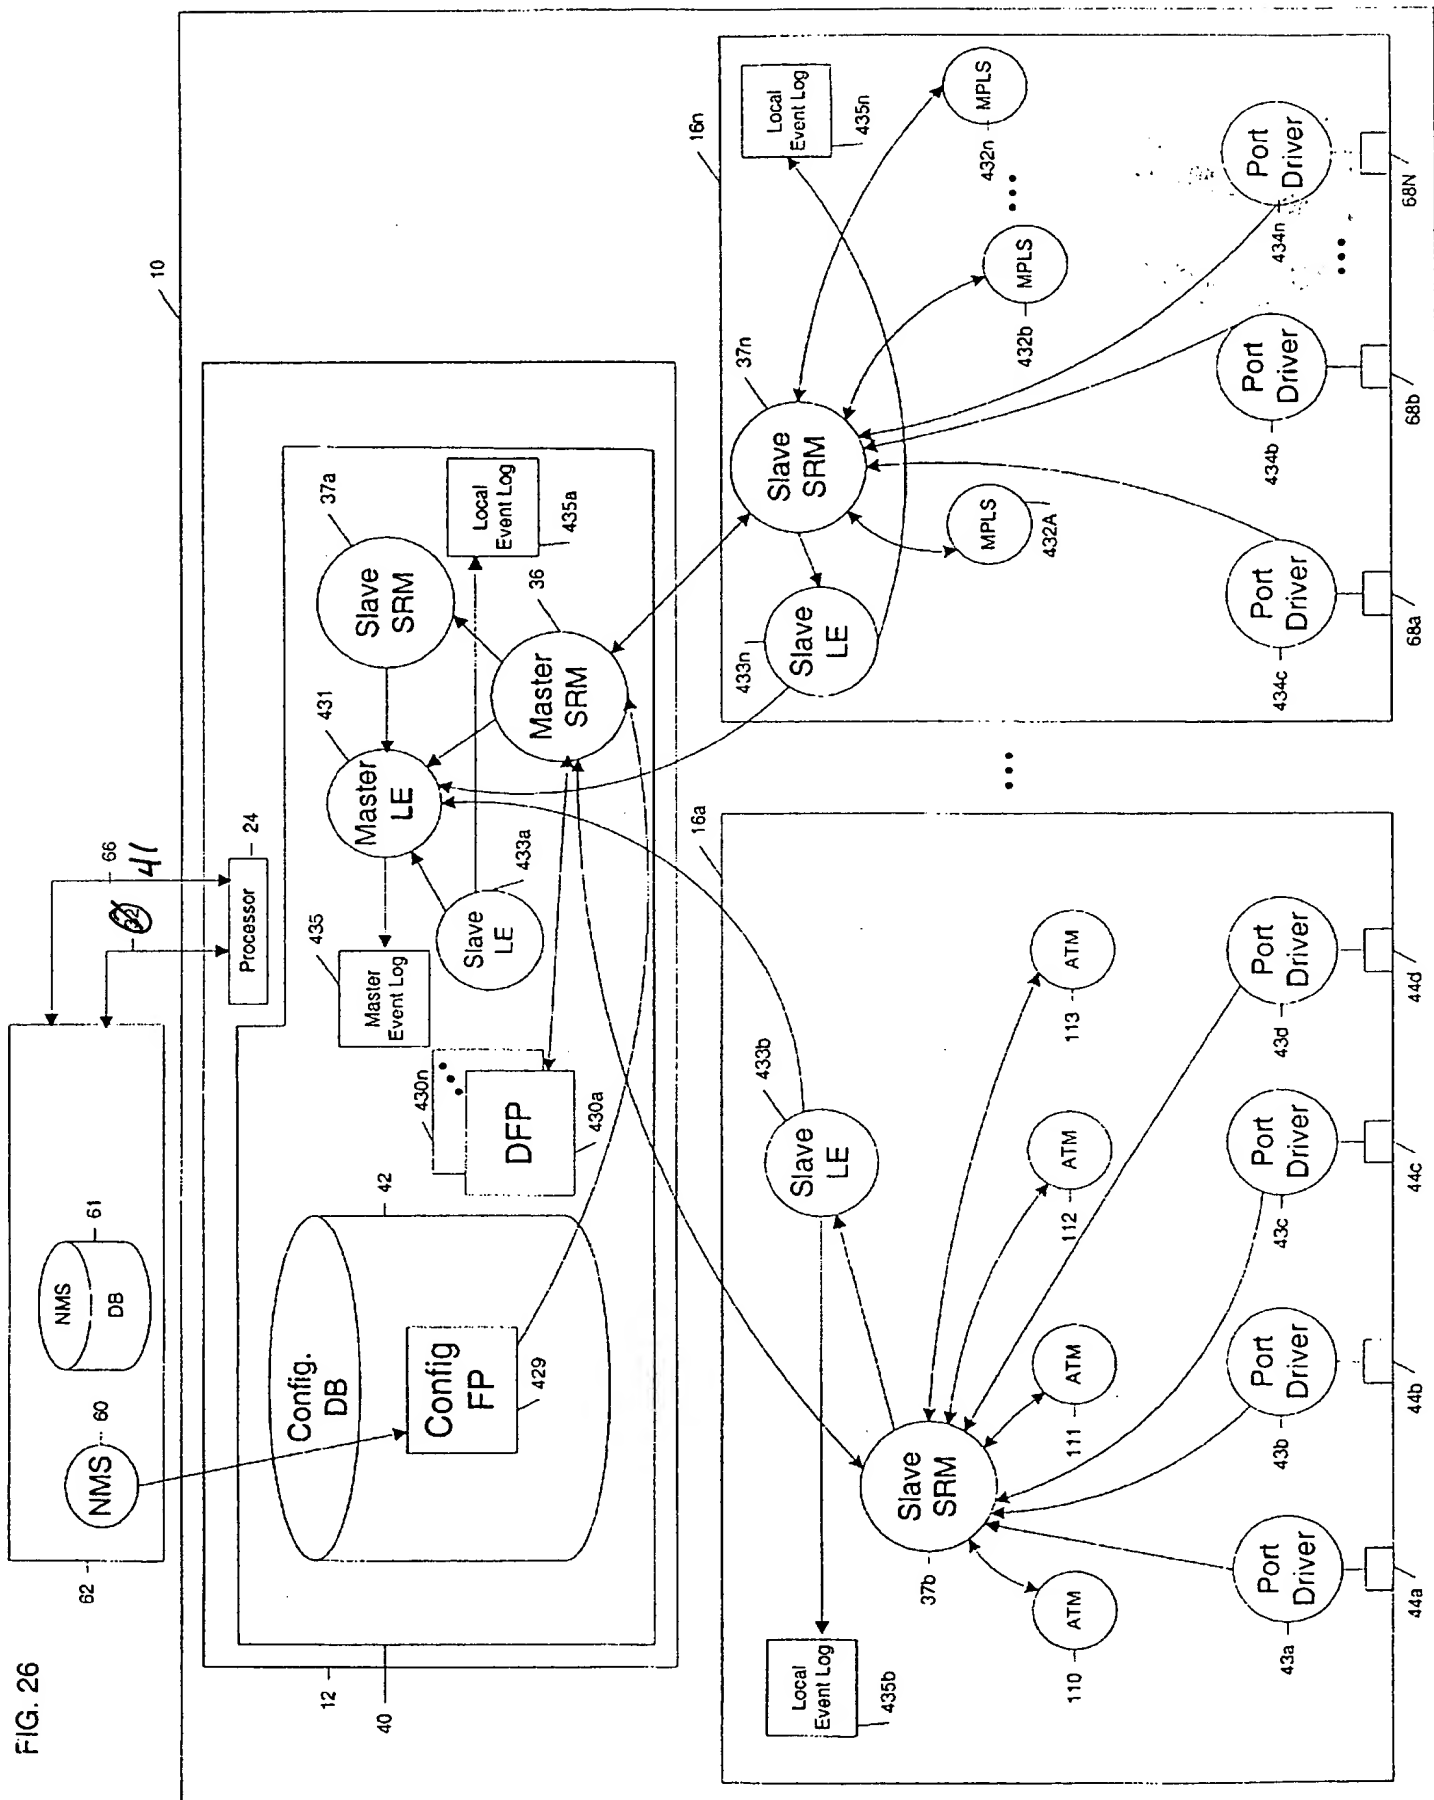 FIG. 26
62
NMS
60
NMS
DB
61
66
41
32
10
12
40
Processor
24
Config.
DB
42
Config
FP
429
DFP
430a
430n
Master
Event Log
435
Slave
LE
433a
Master
LE
431
Slave
SRM
37a
Master
SRM
36
Local
Event Log
435a
16a
Local
Event Log
435b
Slave
LE
433b
Slave
SRM
37b
ATM
110
ATM
111
ATM
112
ATM
113
Port
Driver
43a
Port
Driver
43b
Port
Driver
43c
Port
Driver
43d
44a
44b
44c
44d
16n
Slave
LE
433n
Slave
SRM
37n
Local
Event Log
435n
MPLS
432A
MPLS
432b
MPLS
432n
Port
Driver
434c
Port
Driver
434b
Port
Driver
434n
68a
68b
68N